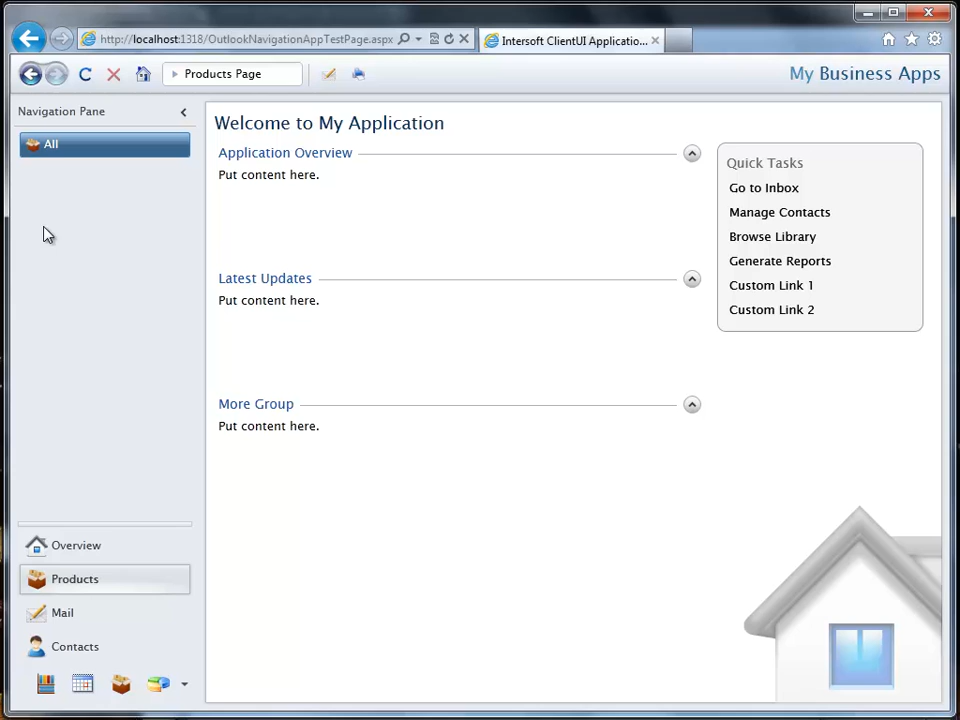 http://localhost:1318/OutlookNavigationAppTestPage.aspx
Intersoft ClientUI Applicatio...
Products Page
My Business Apps
Navigation Pane
All
Welcome to My Application
Application Overview
Put content here.
Latest Updates
Put content here.
More Group
Put content here.
Quick Tasks
Go to Inbox
Manage Contacts
Browse Library
Generate Reports
Custom Link 1
Custom Link 2
Overview
Products
Mail
Contacts